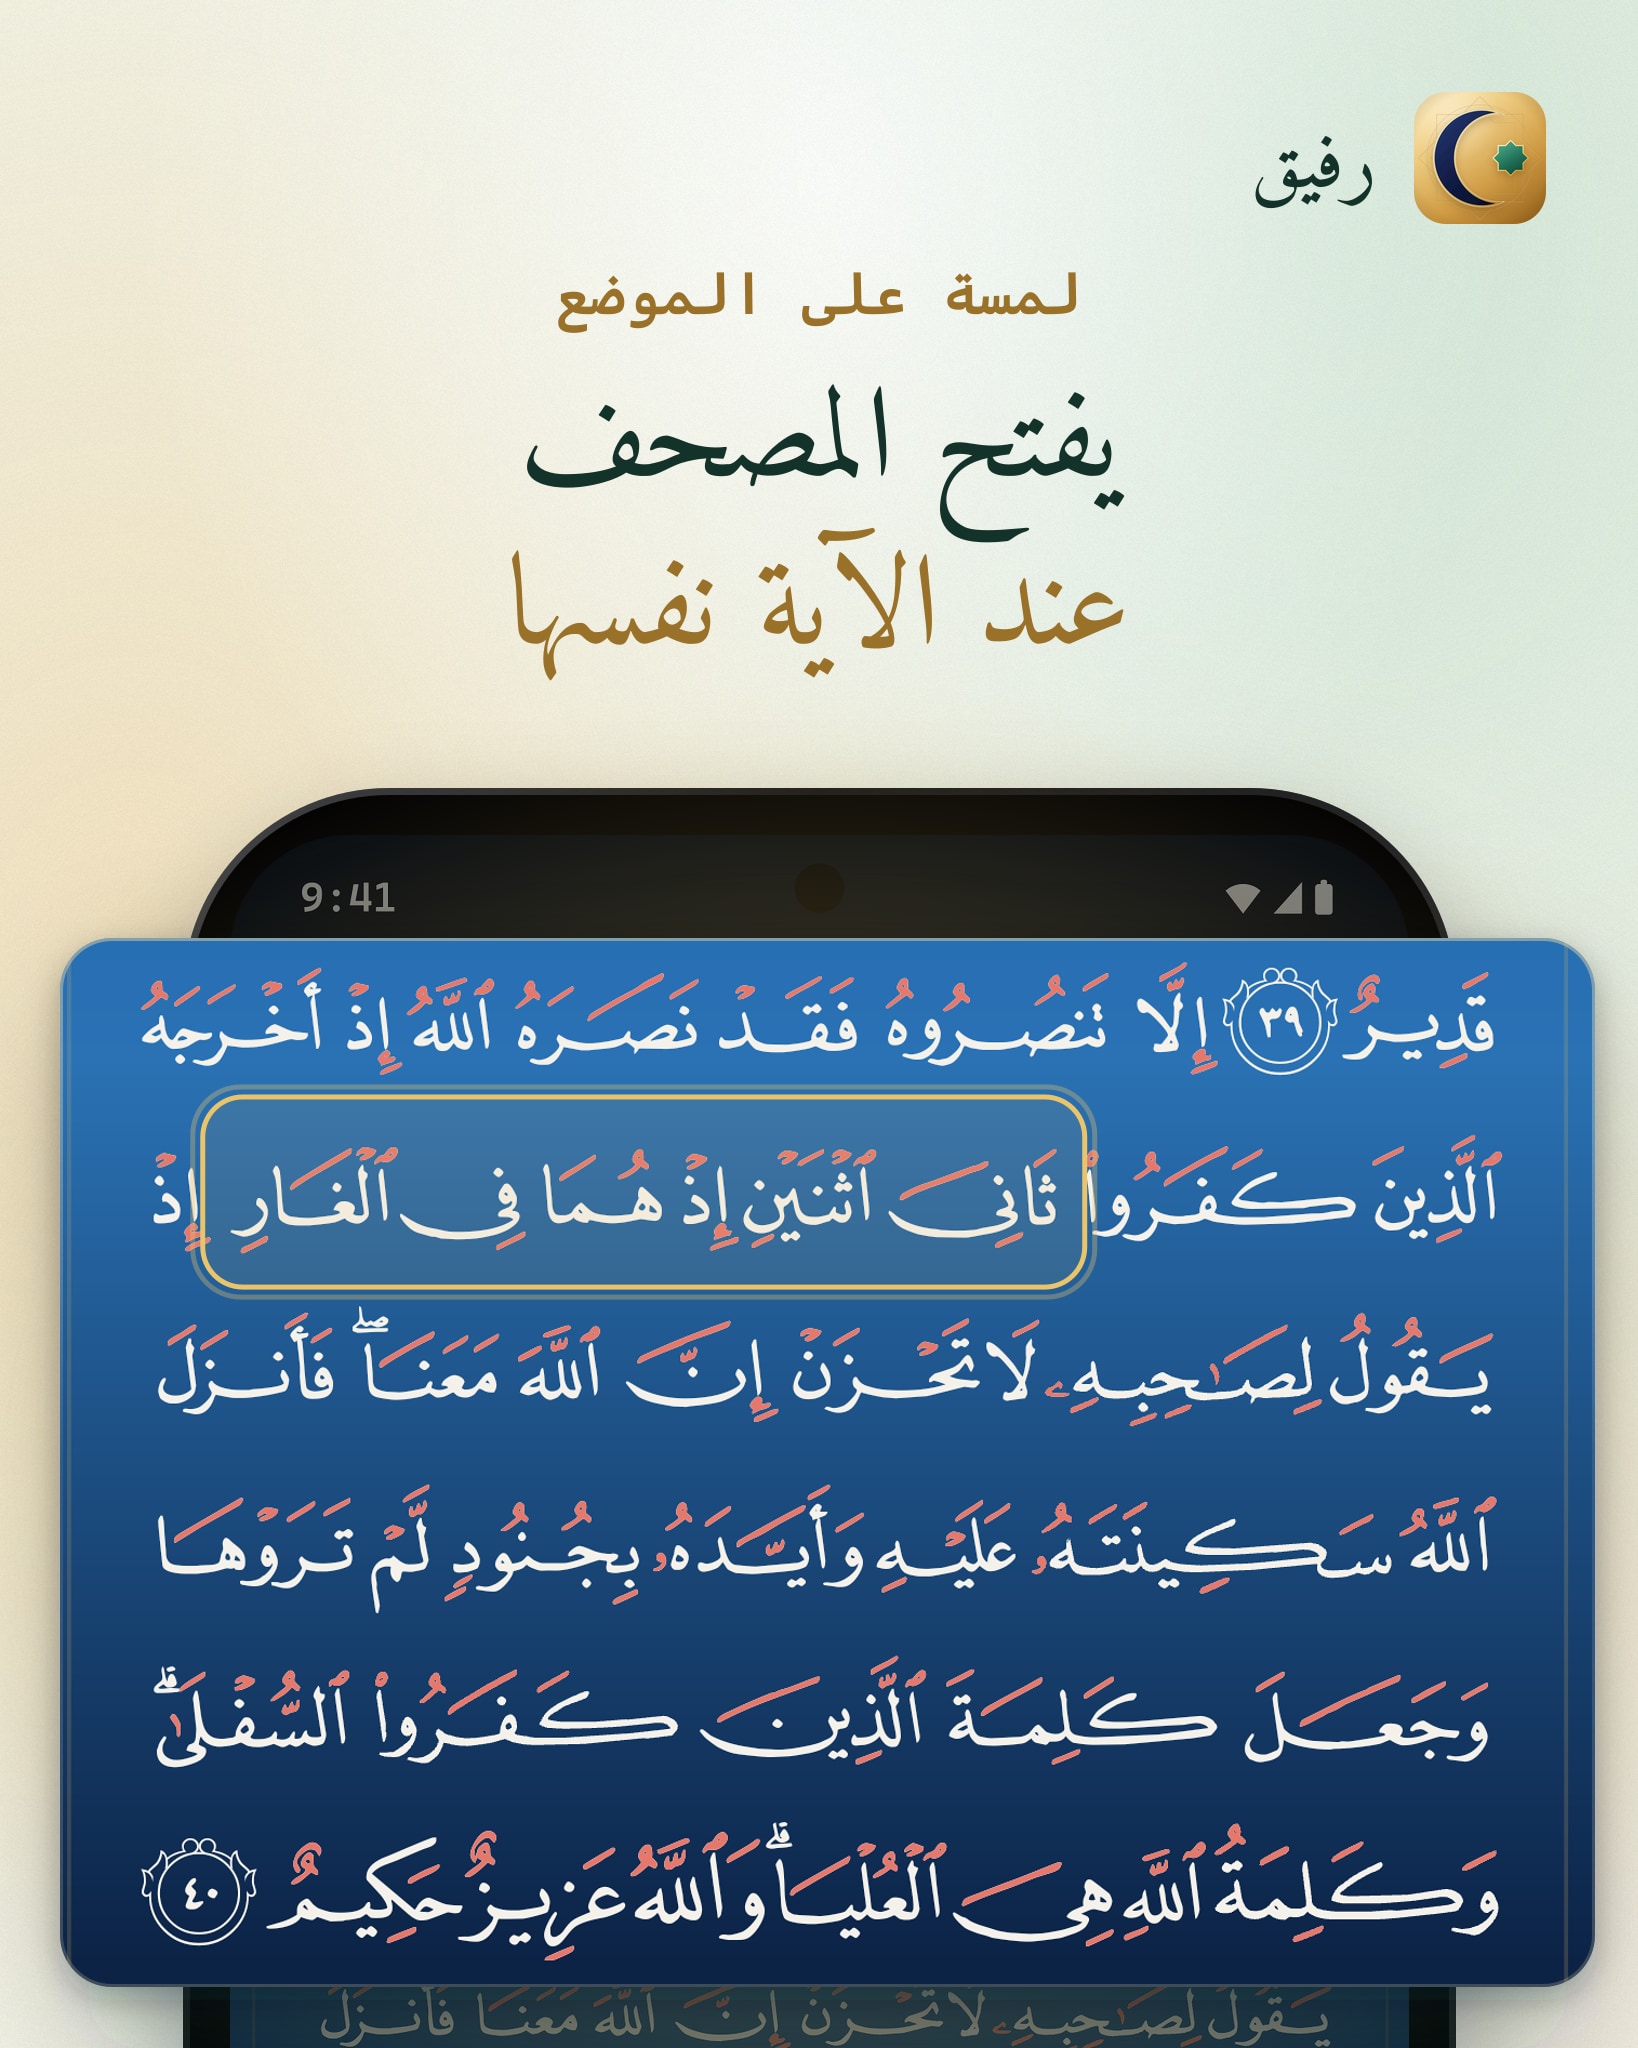 رفيق
لمسة على الموضع
يفتح المصحف
عند الآية نفسها
9:41
قَدِيرٌ ٣٩ إِلَّا تَنصُرُوهُ فَقَدْ نَصَرَهُ ٱللَّهُ إِذْ أَخْرَجَهُ
ٱلَّذِينَ كَفَرُوا۟ ثَانِىَ ٱثْنَيْنِ إِذْ هُمَا فِى ٱلْغَارِ إِذْ
يَقُولُ لِصَـٰحِبِهِۦ لَا تَحْزَنْ إِنَّ ٱللَّهَ مَعَنَا ۖ فَأَنزَلَ
ٱللَّهُ سَكِينَتَهُۥ عَلَيْهِ وَأَيَّدَهُۥ بِجُنُودٍ لَّمْ تَرَوْهَا
وَجَعَلَ كَلِمَةَ ٱلَّذِينَ كَفَرُوا۟ ٱلسُّفْلَىٰ ۗ
وَكَلِمَةُ ٱللَّهِ هِىَ ٱلْعُلْيَا ۗ وَٱللَّهُ عَزِيزٌ حَكِيمٌ ٤٠
يَقُولُ لِصَـٰحِبِهِۦ لَا تَحْزَنْ إِنَّ ٱللَّهَ مَعَنَا فَأَنزَلَ